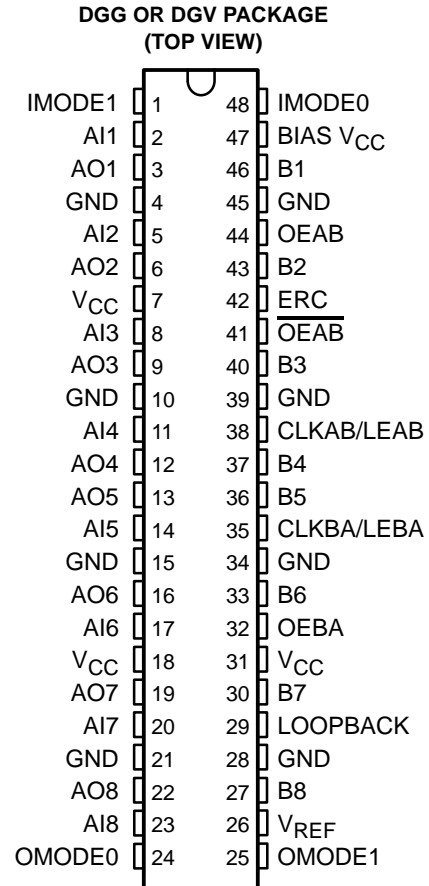 DGG OR DGV PACKAGE
(TOP VIEW)
IMODE1 1 48 IMODE0
AI1 2 47 BIAS VCC
AO1 3 46 B1
GND 4 45 GND
AI2 5 44 OEAB
AO2 6 43 B2
VCC 7 42 ERC
AI3 8 41 OEAB
AO3 9 40 B3
GND 10 39 GND
AI4 11 38 CLKAB/LEAB
AO4 12 37 B4
AO5 13 36 B5
AI5 14 35 CLKBA/LEBA
GND 15 34 GND
AO6 16 33 B6
AI6 17 32 OEBA
VCC 18 31 VCC
AO7 19 30 B7
AI7 20 29 LOOPBACK
GND 21 28 GND
AO8 22 27 B8
AI8 23 26 VREF
OMODE0 24 25 OMODE1